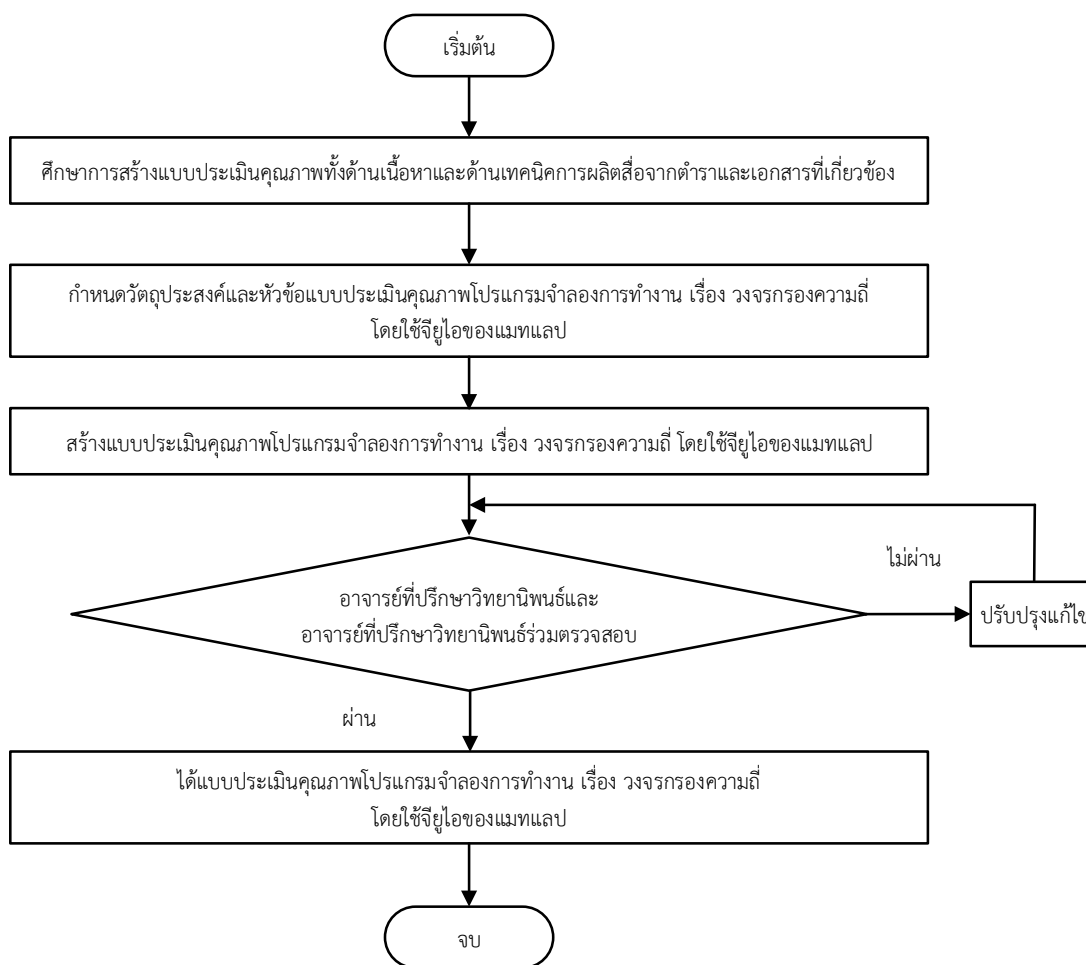 เริ่มต้น
ศึกษาการสร้างแบบประเมินคุณภาพทั้งด้านเนื้อหาและด้านเทคนิคการผลิตสื่อจากตำราและเอกสารที่เกี่ยวข้อง
กำหนดวัตถุประสงค์และหัวข้อแบบประเมินคุณภาพโปรแกรมจำลองการทำงาน เรื่อง วงจรกรองความถี่
โดยใช้จียูไอของแมทแลป
สร้างแบบประเมินคุณภาพโปรแกรมจำลองการทำงาน เรื่อง วงจรกรองความถี่ โดยใช้จียูไอของแมทแลป
อาจารย์ที่ปรึกษาวิทยานิพนธ์และ
อาจารย์ที่ปรึกษาวิทยานิพนธ์ร่วมตรวจสอบ
ไม่ผ่าน
ปรับปรุงแก้ไข
ผ่าน
ได้แบบประเมินคุณภาพโปรแกรมจำลองการทำงาน เรื่อง วงจรกรองความถี่
โดยใช้จียูไอของแมทแลป
จบ